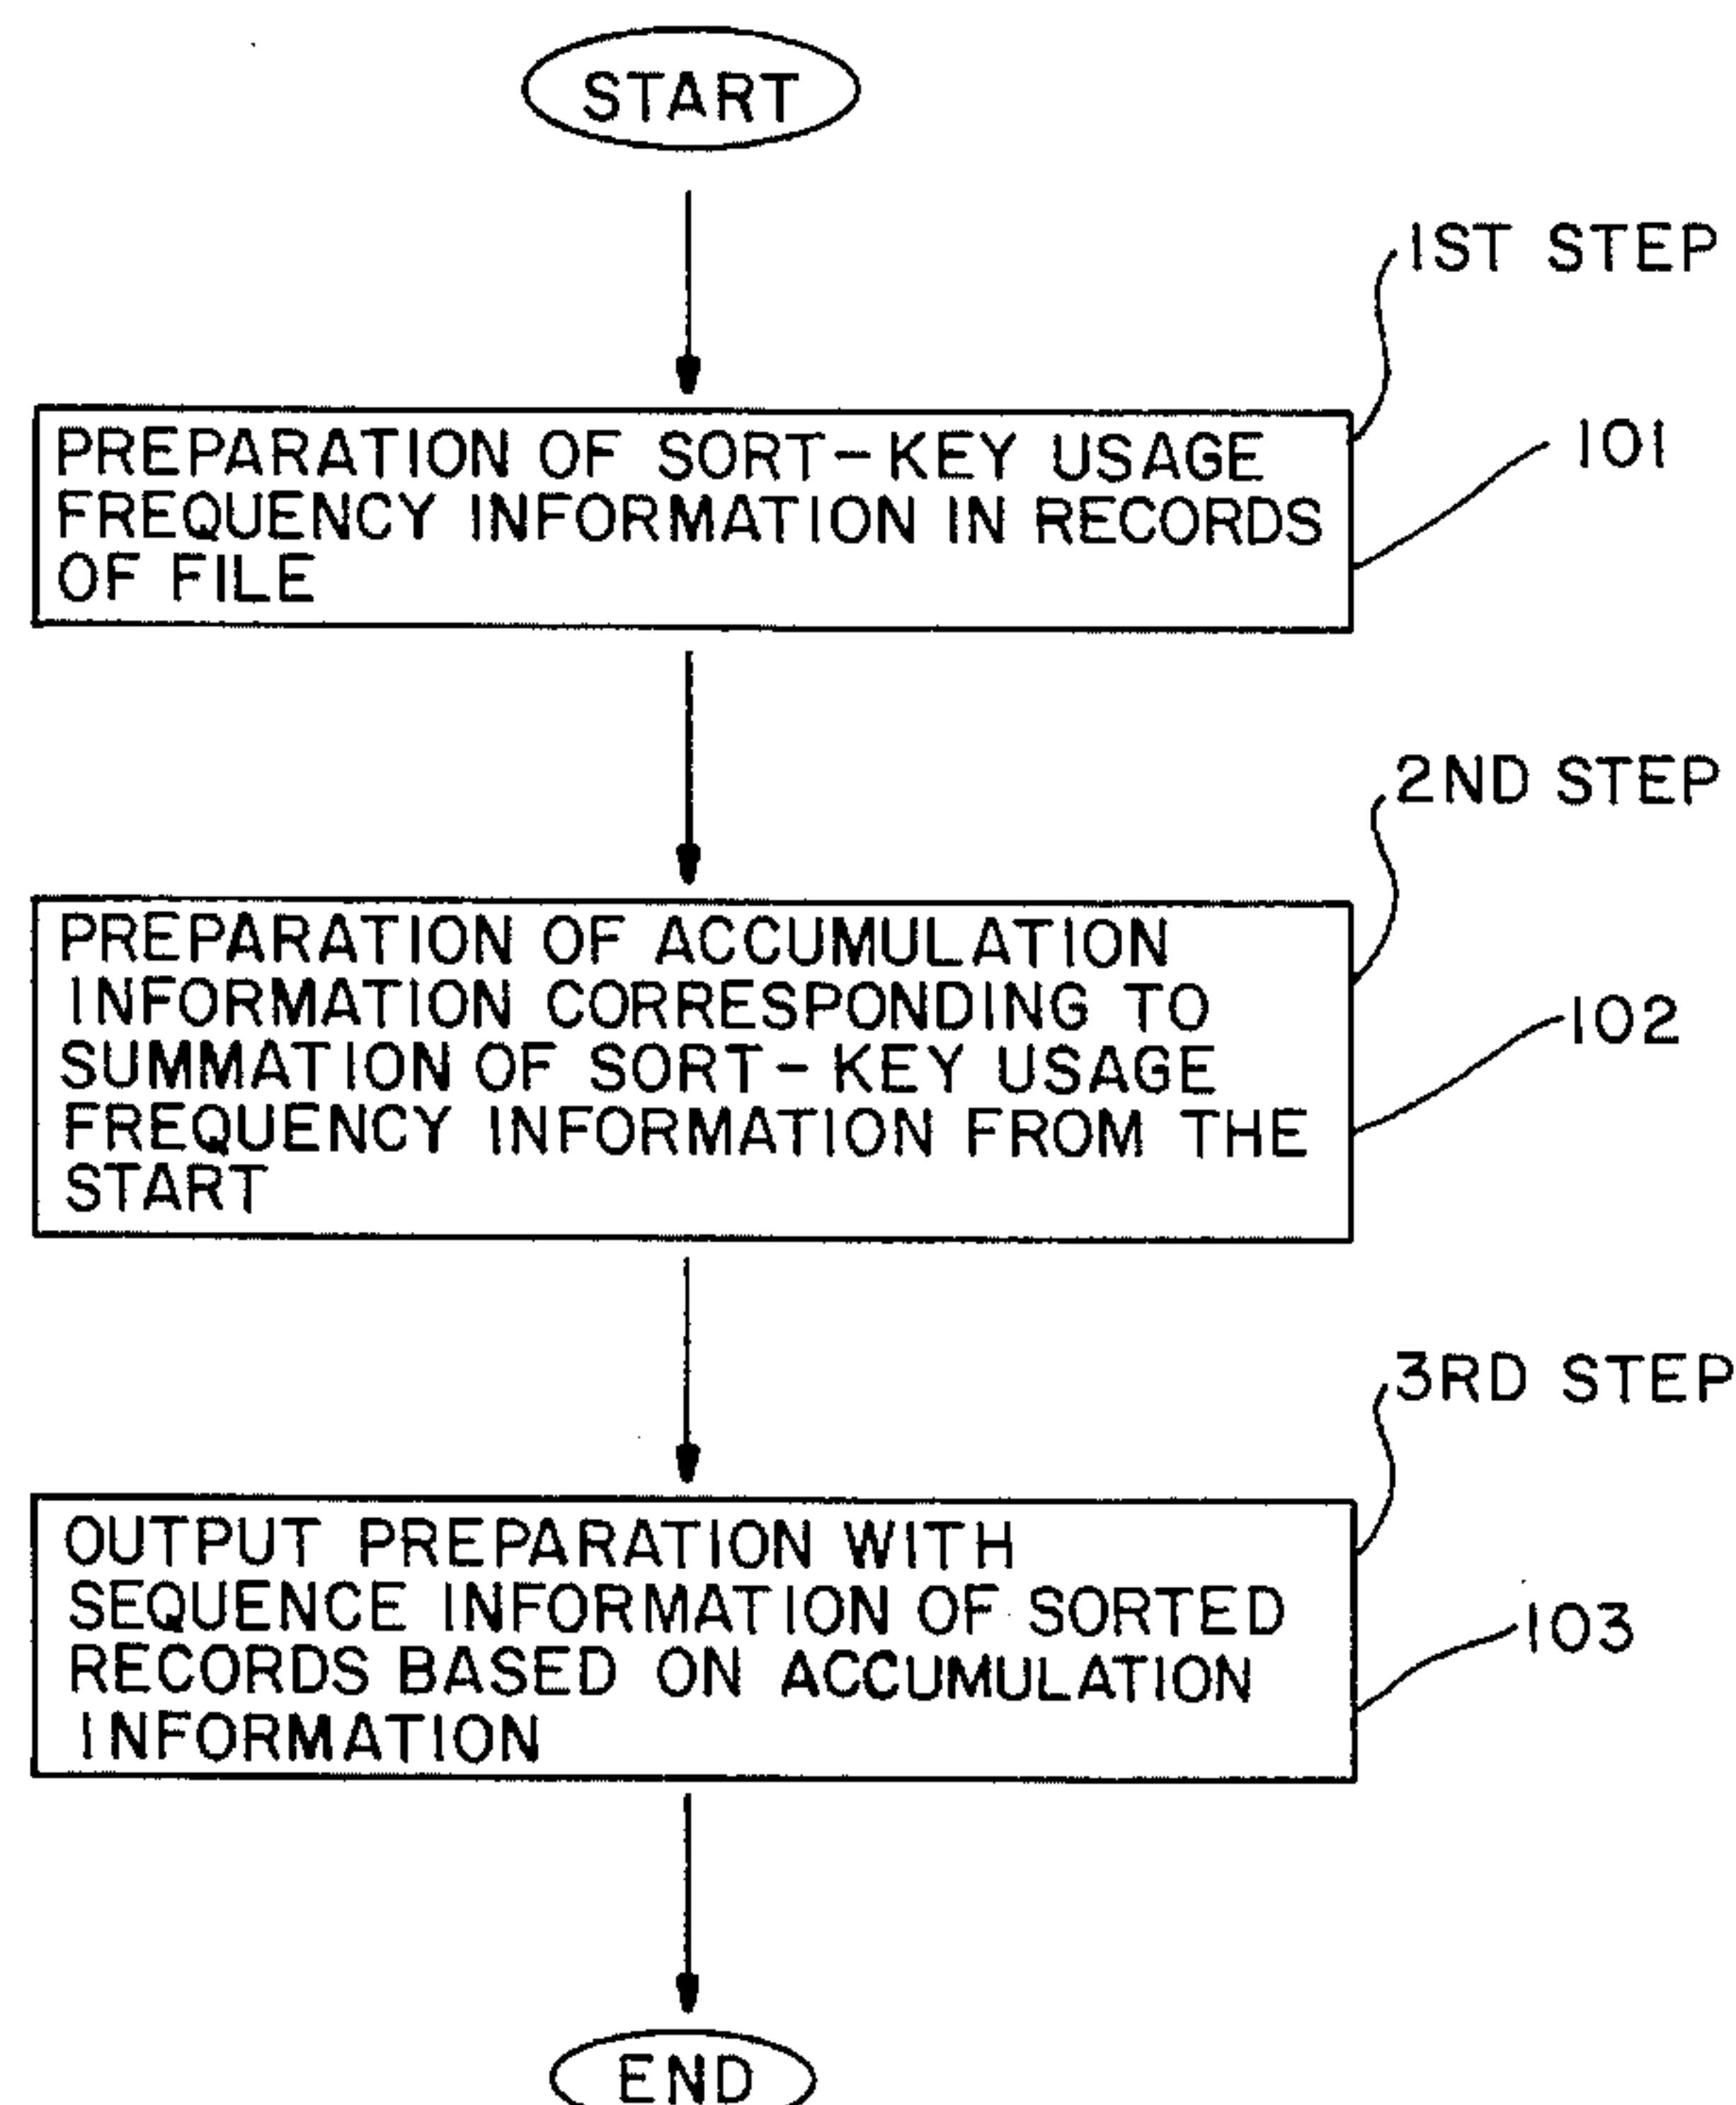 START
1ST STEP
101
PREPARATION OF SORT-KEY USAGE
FREQUENCY INFORMATION IN RECORDS
OF FILE
2ND STEP
102
PREPARATION OF ACCUMULATION
INFORMATION CORRESPONDING TO
SUMMATION OF SORT-KEY USAGE
FREQUENCY INFORMATION FROM THE
START
3RD STEP
103
OUTPUT PREPARATION WITH
SEQUENCE INFORMATION OF SORTED
RECORDS BASED ON ACCUMULATION
INFORMATION
END